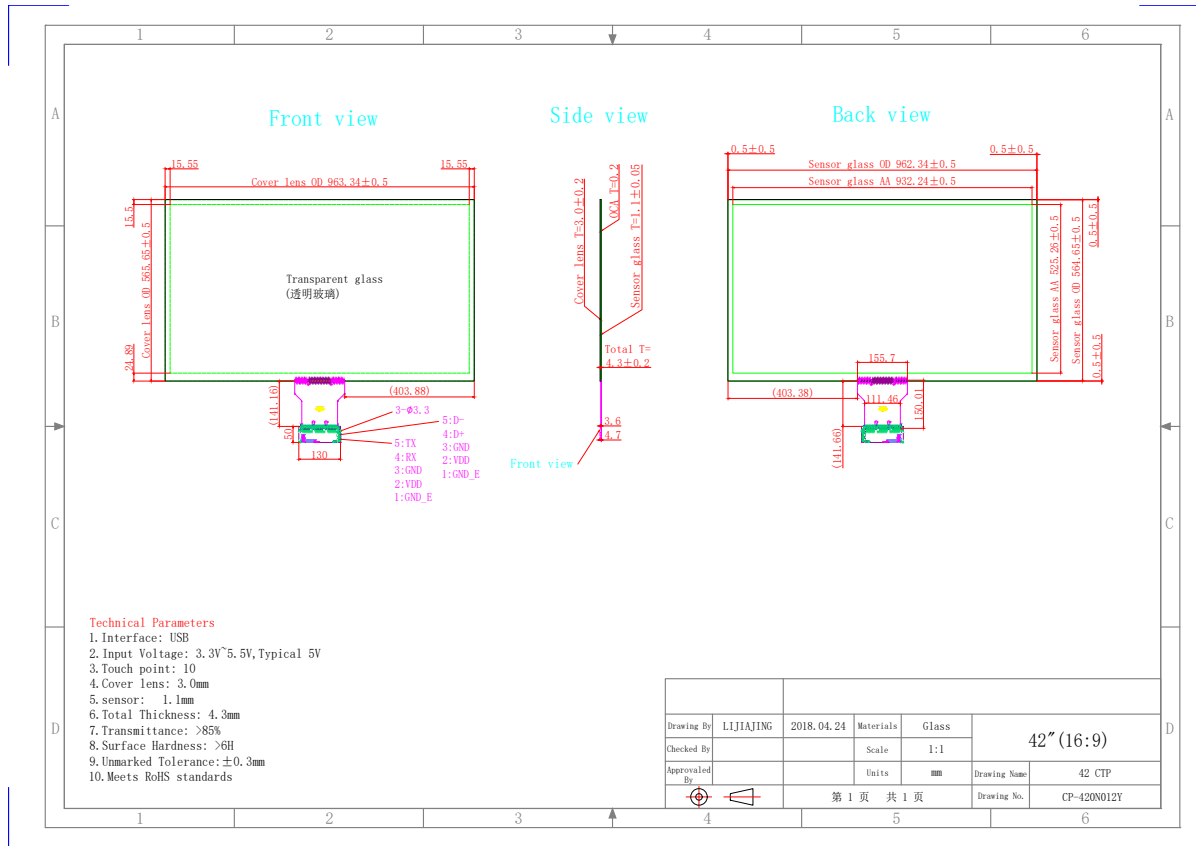 1 2 3 4 5 6
A A
B B
C C
D D
Front view
15.55 15.55
Cover lens OD 963.34±0.5
15.5
Cover lens OD 565.65±0.5
24.89
Transparent glass
(透明玻璃)
(141.16)
(403.88)
50
130
3-φ3.3
5:TX
4:RX
3:GND
2:VDD
1:GND_E
5:D-
4:D+
3:GND
2:VDD
1:GND_E
Side view
Cover lens T=3.0±0.2
OCA T=0.2
Sensor glass T=1.1±0.05
Total T=
4.3±0.2
3.6
4.7
Front view
Back view
0.5±0.5 0.5±0.5
Sensor glass OD 962.34±0.5
Sensor glass AA 932.24±0.5
Sensor glass AA 525.26±0.5
Sensor glass OD 564.65±0.5
0.5±0.5
0.5±0.5
155.7
(403.38)
111.46
150.01
(141.66)
Technical Parameters
1.Interface: USB
2.Input Voltage: 3.3V~5.5V,Typical 5V
3.Touch point: 10
4.Cover lens: 3.0mm
5.sensor: 1.1mm
6.Total Thickness: 4.3mm
7.Transmittance: >85%
8.Surface Hardness: >6H
9.Unmarked Tolerance:±0.3mm
10.Meets RoHS standards
Drawing By LIJIAJING 2018.04.24 Materials Glass
42″(16:9)
Checked By Scale 1:1
Approvaled By Units mm Drawing Name 42 CTP
第 1 页 共 1 页 Drawing No. CP-420N012Y
1 2 3 4 5 6